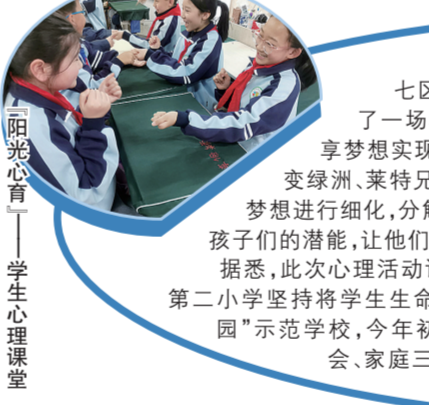 『阳光心育』——学生心理课堂
七区
了一场
享梦想实现
变绿洲、莱特兄
梦想进行细化,分解
孩子们的潜能,让他们
据悉,此次心理活动
第二小学坚持将学生生命
园”示范学校,今年初
会、家庭三